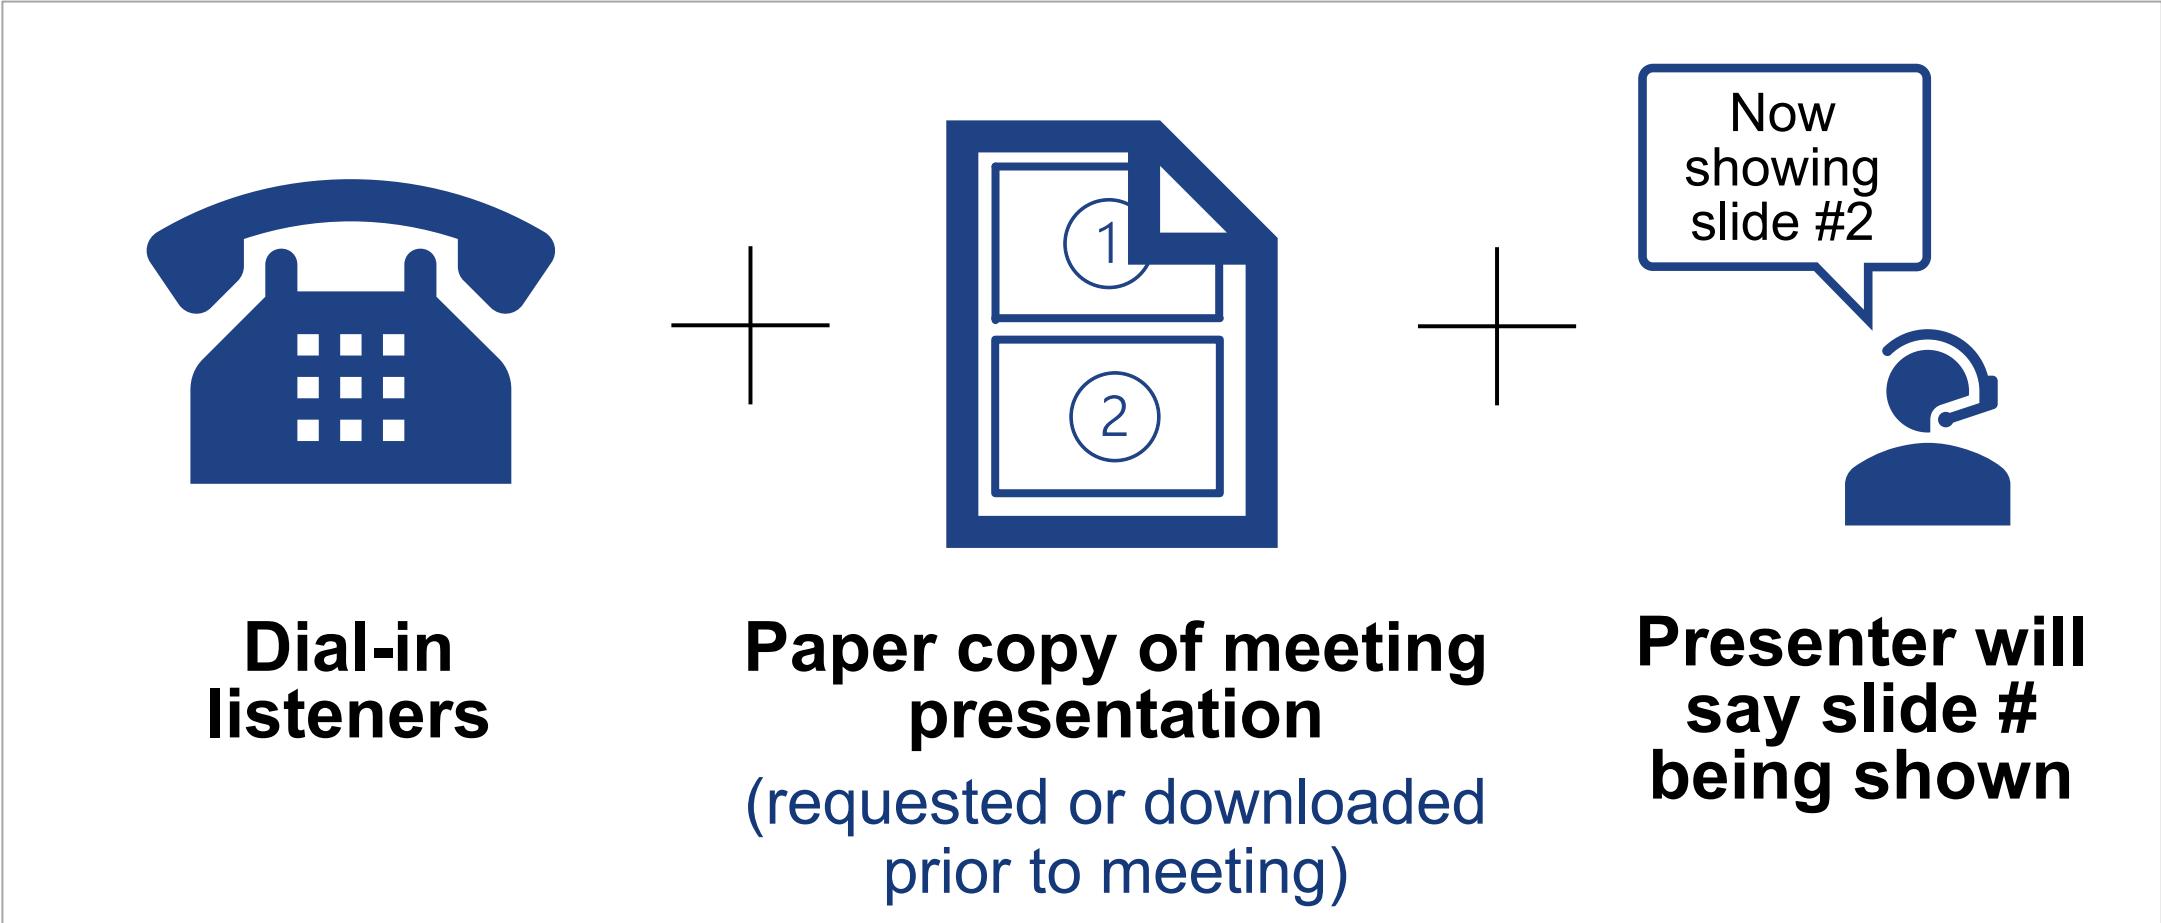 Dial-in
listeners
1
2
Paper copy of meeting
presentation
(requested or downloaded
prior to meeting)
Now
showing
slide #2
Presenter will
say slide #
being shown